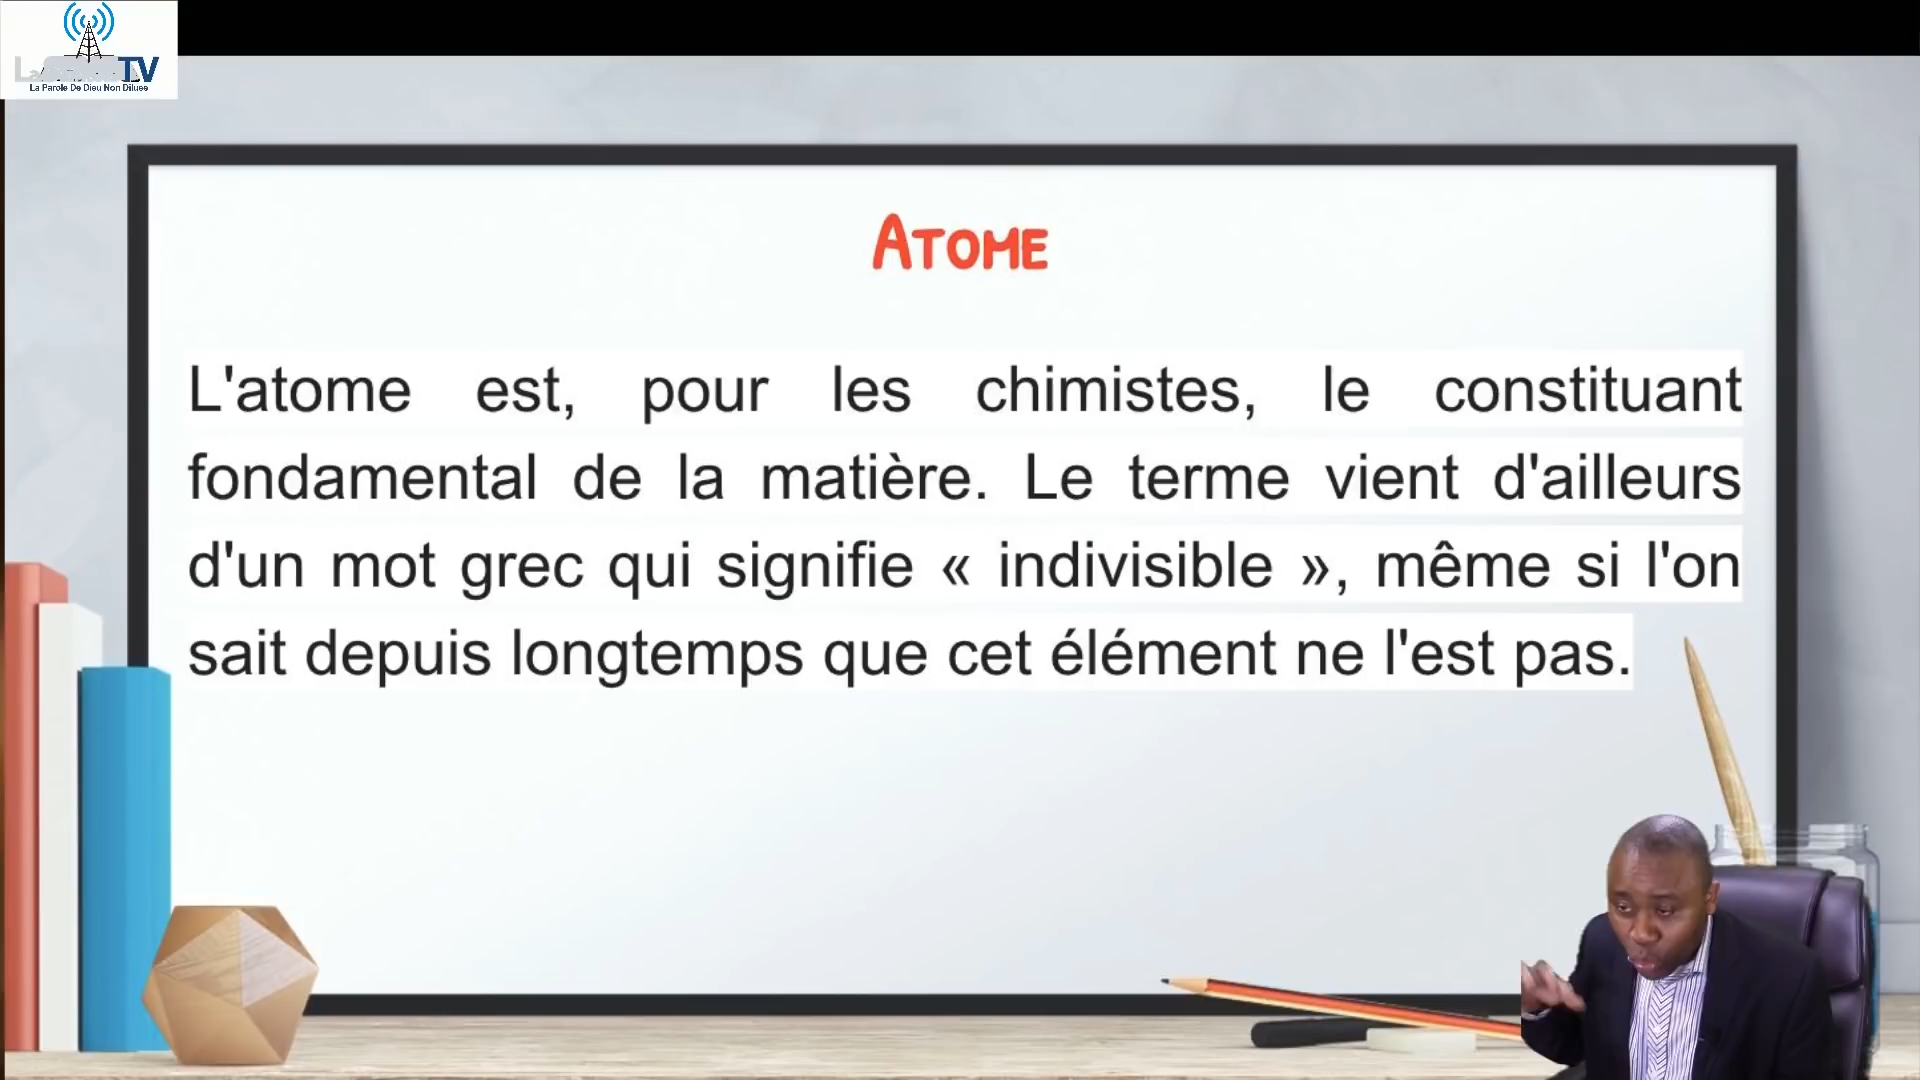 TV
La Parole De Dieu Non Diluee
ATOME
L'atome est, pour les chimistes, le constituant
fondamental de la matière. Le terme vient d'ailleurs
d'un mot grec qui signifie « indivisible », même si l'on
sait depuis longtemps que cet élément ne l'est pas.